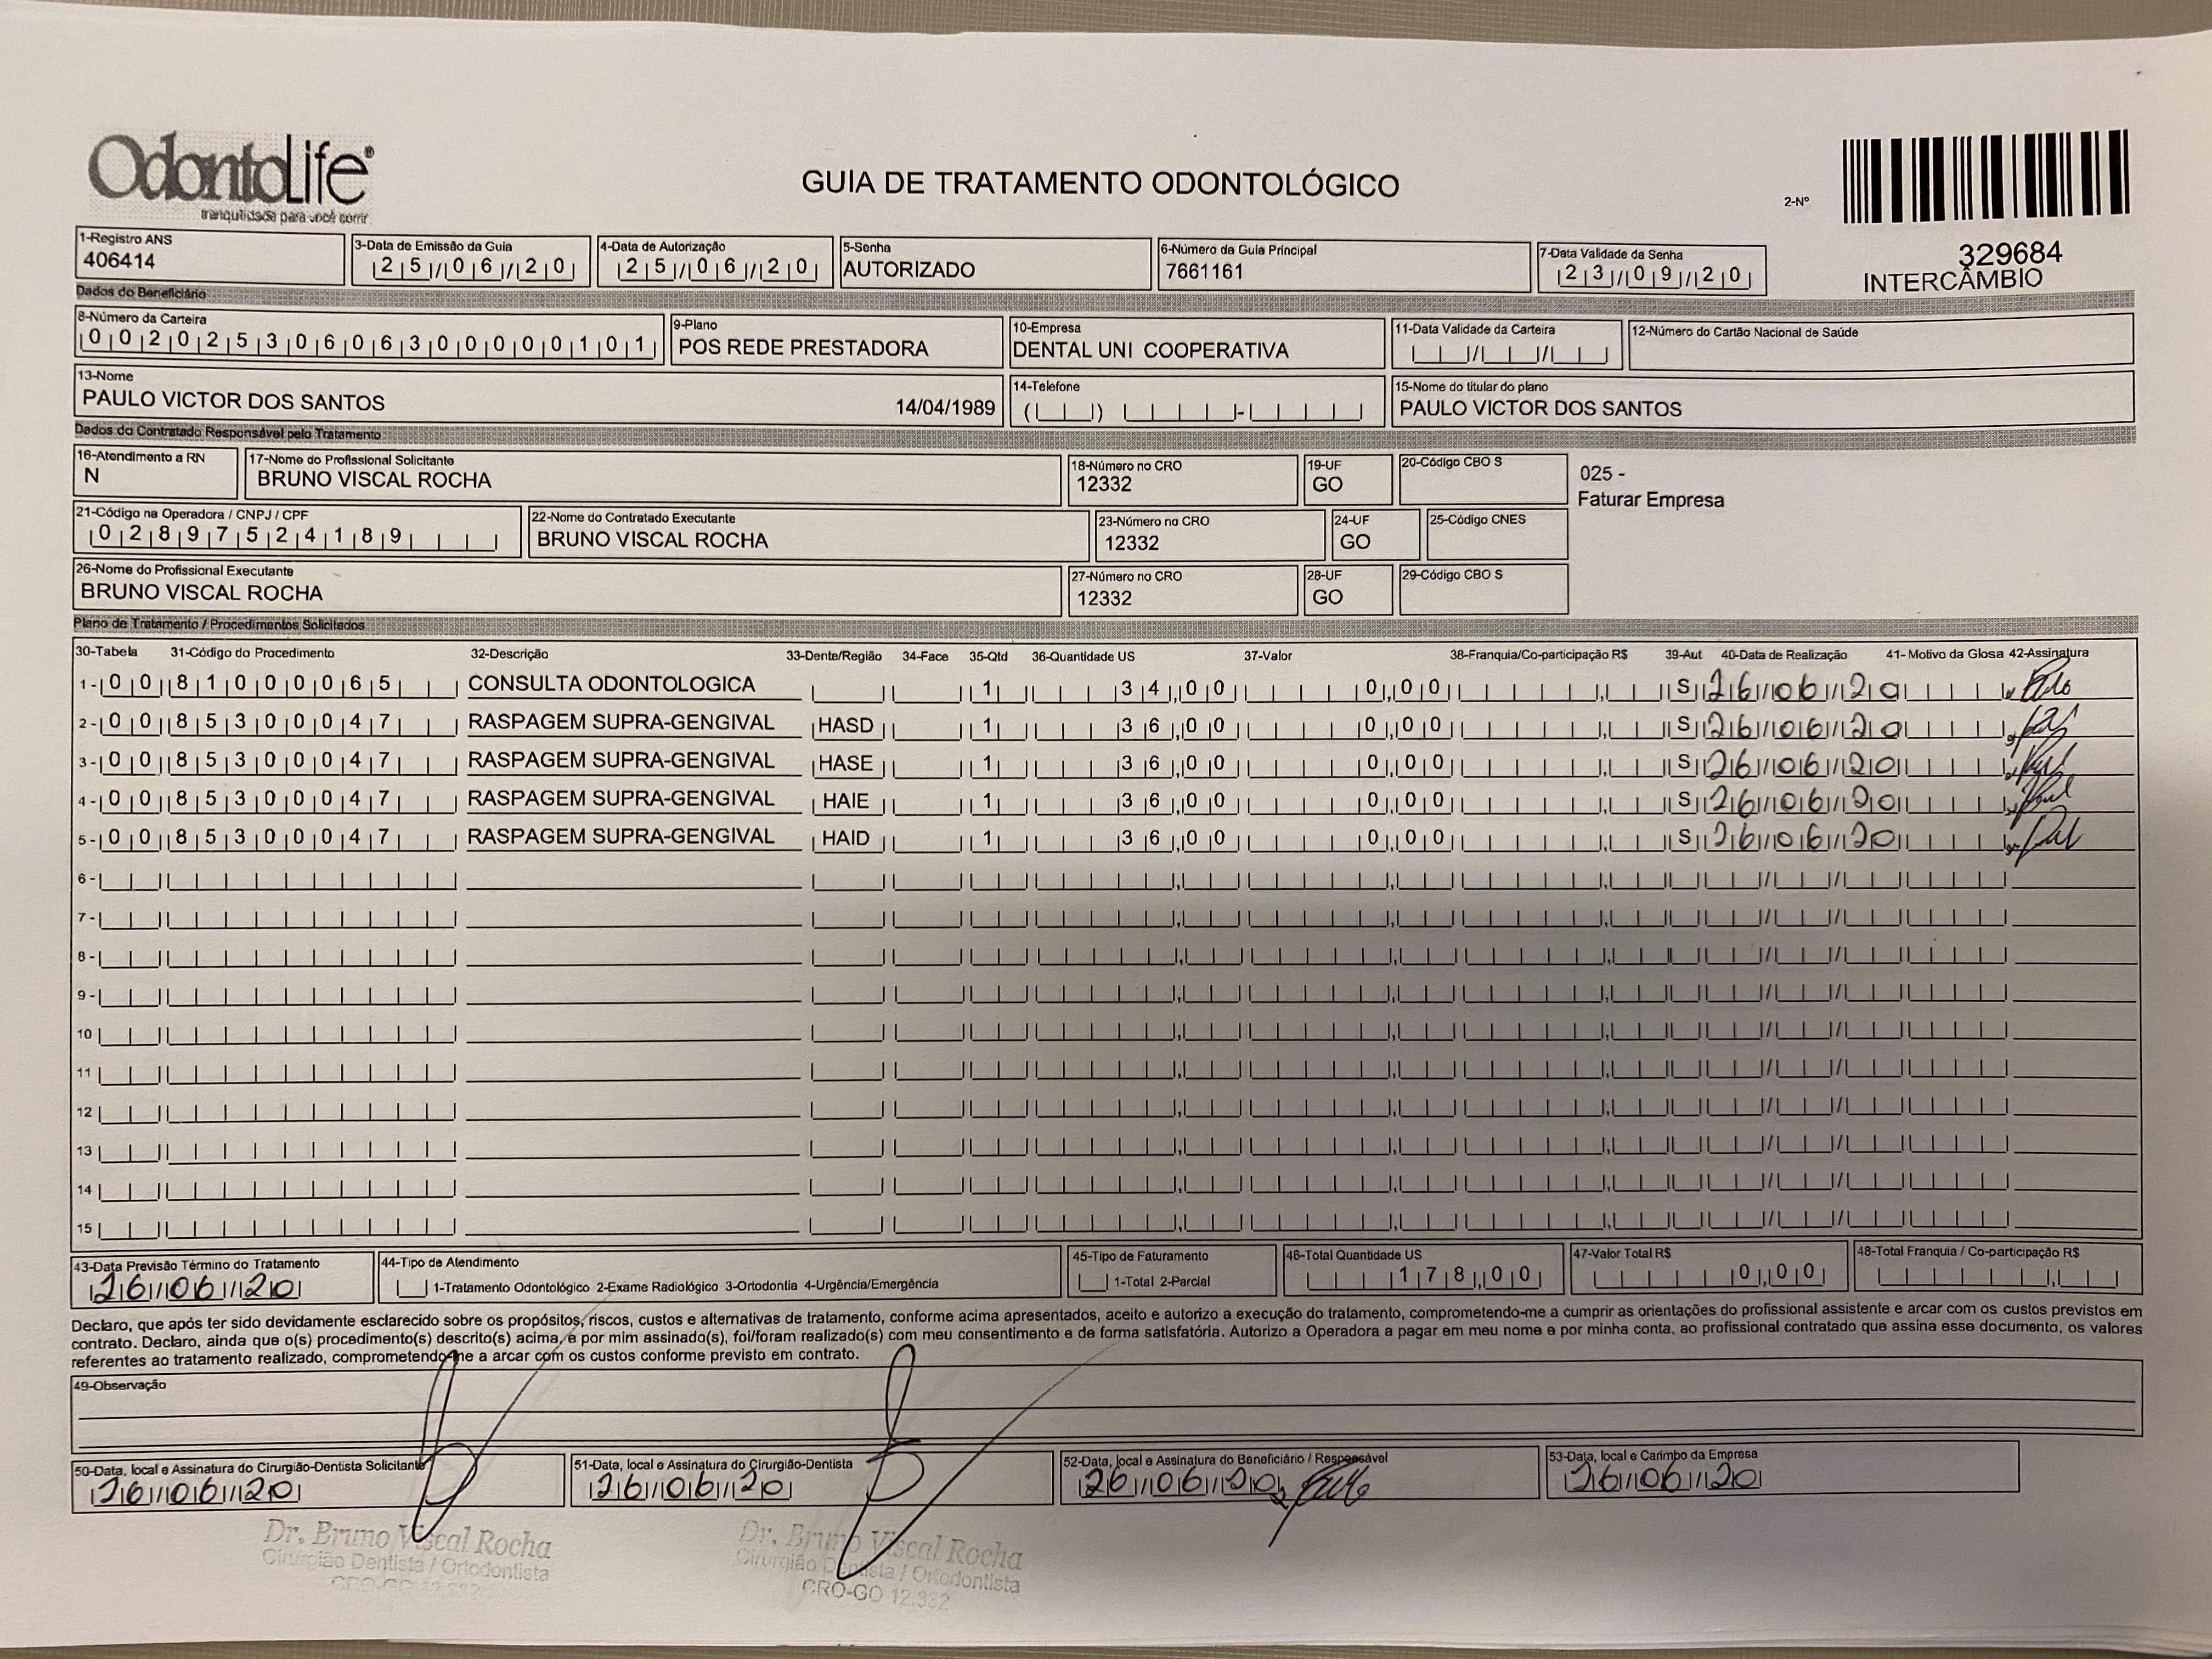 OdontoLife®
tranquilidade para você sorrir.
GUIA DE TRATAMENTO ODONTOLÓGICO
2-Nº
329684
INTERCÂMBIO
1-Registro ANS
406414
3-Data de Emissão da Guia
25/06/20
4-Data de Autorização
25/06/20
5-Senha
AUTORIZADO
6-Número da Guia Principal
7661161
7-Data Validade da Senha
23/09/20
Dados do Beneficiário
8-Número da Carteira
00202530606300000101
9-Plano
POS REDE PRESTADORA
10-Empresa
DENTAL UNI COOPERATIVA
11-Data Validade da Carteira
12-Número do Cartão Nacional de Saúde
13-Nome
PAULO VICTOR DOS SANTOS 14/04/1989
14-Telefone
15-Nome do titular do plano
PAULO VICTOR DOS SANTOS
Dados do Contratado Responsável pelo Tratamento
16-Atendimento a RN
N
17-Nome do Profissional Solicitante
BRUNO VISCAL ROCHA
18-Número no CRO
12332
19-UF
GO
20-Código CBO S
025 -
Faturar Empresa
21-Código na Operadora / CNPJ / CPF
02897524189
22-Nome do Contratado Executante
BRUNO VISCAL ROCHA
23-Número no CRO
12332
24-UF
GO
25-Código CNES
26-Nome do Profissional Executante
BRUNO VISCAL ROCHA
27-Número no CRO
12332
28-UF
GO
29-Código CBO S
Plano de Tratamento / Procedimentos Solicitados
30-Tabela 31-Código do Procedimento 32-Descrição 33-Dente/Região 34-Face 35-Qtd 36-Quantidade US 37-Valor 38-Franquia/Co-participação R$ 39-Aut 40-Data de Realização 41- Motivo da Glosa 42-Assinatura
1- 00 81000065 CONSULTA ODONTOLOGICA 1 34,00 0,00 S 26/06/20
2- 00 85300047 RASPAGEM SUPRA-GENGIVAL HASD 1 36,00 0,00 S 26/06/20
3- 00 85300047 RASPAGEM SUPRA-GENGIVAL HASE 1 36,00 0,00 S 26/06/20
4- 00 85300047 RASPAGEM SUPRA-GENGIVAL HAIE 1 36,00 0,00 S 26/06/20
5- 00 85300047 RASPAGEM SUPRA-GENGIVAL HAID 1 36,00 0,00 S 26/06/20
6-
7-
8-
9-
10
11
12
13
14
15
43-Data Previsão Término do Tratamento
26/06/20
44-Tipo de Atendimento
1-Tratamento Odontológico 2-Exame Radiológico 3-Ortodontia 4-Urgência/Emergência
45-Tipo de Faturamento
1-Total 2-Parcial
46-Total Quantidade US
178,00
47-Valor Total R$
0,00
48-Total Franquia / Co-participação R$
Declaro, que após ter sido devidamente esclarecido sobre os propósitos, riscos, custos e alternativas de tratamento, conforme acima apresentados, aceito e autorizo a execução do tratamento, comprometendo-me a cumprir as orientações do profissional assistente e arcar com os custos previstos em
contrato. Declaro, ainda que o(s) procedimento(s) descrito(s) acima, e por mim assinado(s), foi/foram realizado(s) com meu consentimento e de forma satisfatória. Autorizo a Operadora a pagar em meu nome e por minha conta, ao profissional contratado que assina esse documento, os valores
referentes ao tratamento realizado, comprometendo-me a arcar com os custos conforme previsto em contrato.
49-Observação
50-Data, local e Assinatura do Cirurgião-Dentista Solicitante
26/06/20
51-Data, local e Assinatura do Cirurgião-Dentista
26/06/20
52-Data, local e Assinatura do Beneficiário / Responsável
26/06/20
53-Data, local e Carimbo da Empresa
26/06/20
Dr. Bruno Viscal Rocha
Cirurgião Dentista / Ortodontista
CRO-GO 12.332
Dr. Bruno Viscal Rocha
Cirurgião Dentista / Ortodontista
CRO-GO 12.332